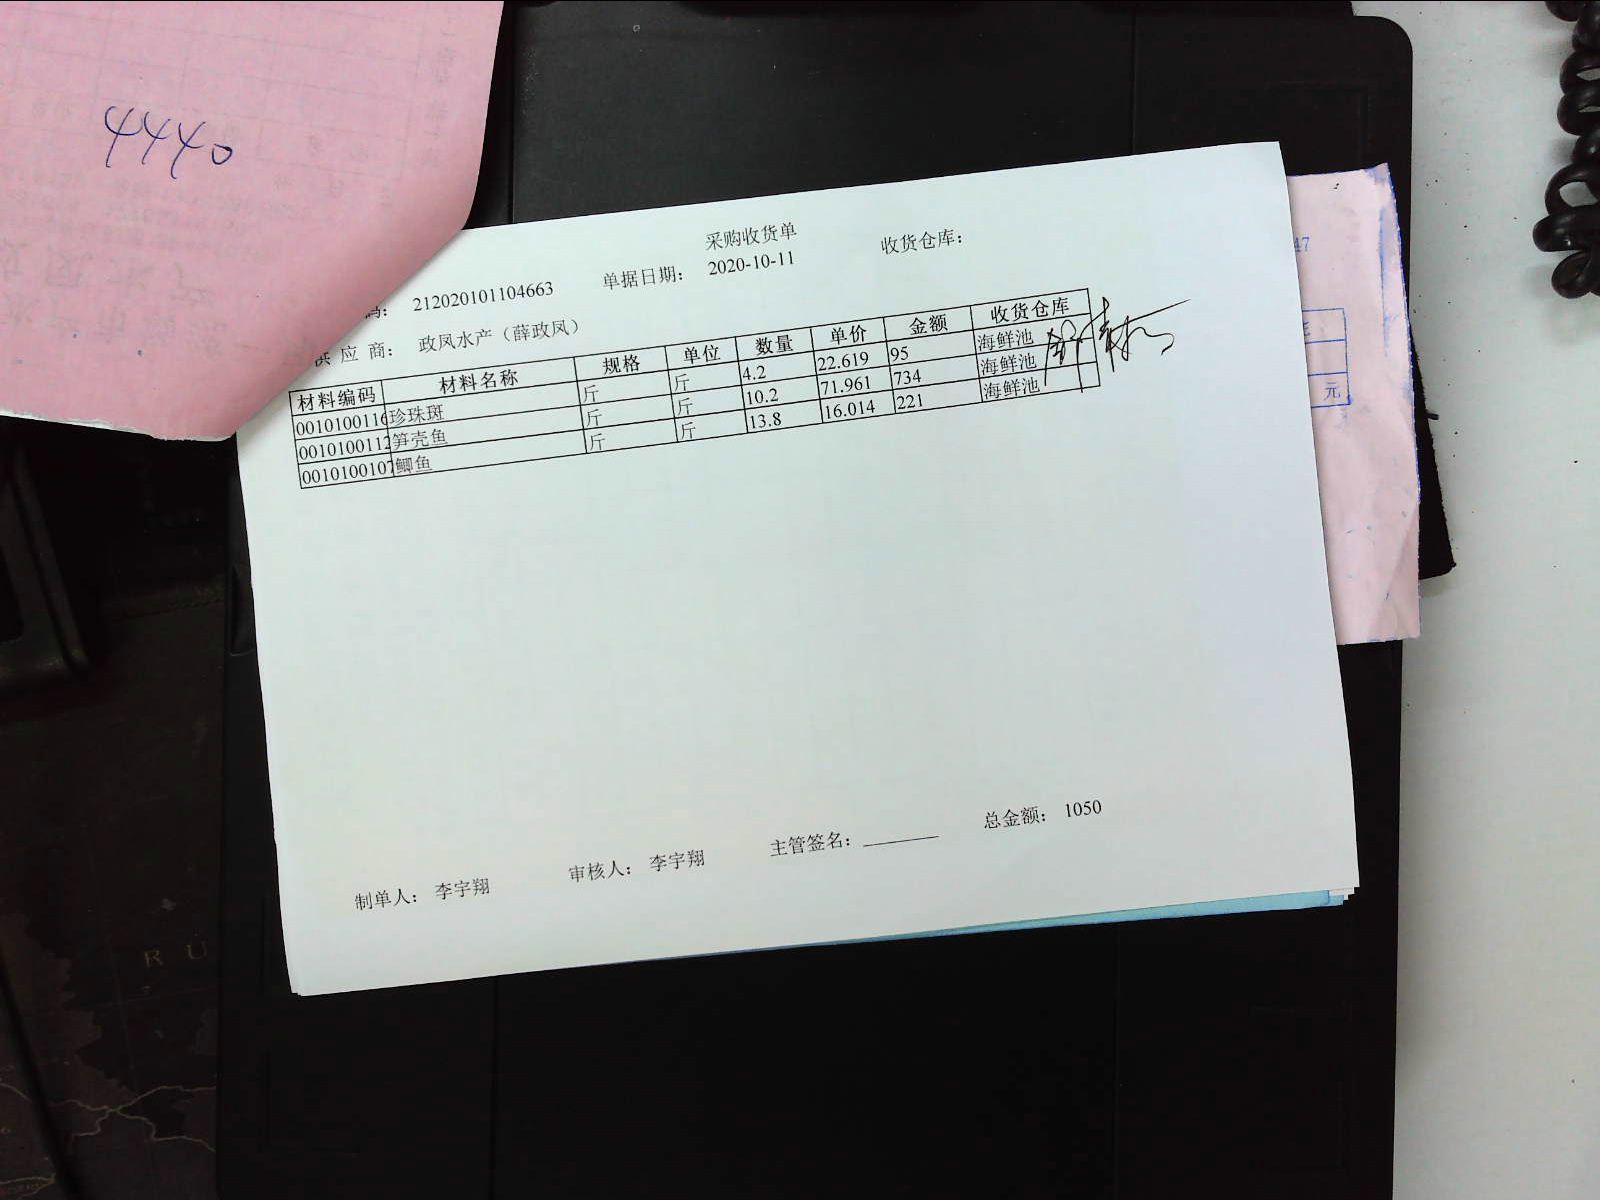 4440
采购收货单
收货仓库：
码： 212020101104663 单据日期： 2020-10-11
供 应 商： 政凤水产（薛政凤）
材料编码 材料名称 规格 单位 数量 单价 金额 收货仓库
0010100116 珍珠斑 斤 斤 4.2 22.619 95 海鲜池
0010100112 笋壳鱼 斤 斤 10.2 71.961 734 海鲜池
0010100107 鲫鱼 斤 斤 13.8 16.014 221 海鲜池
47
元
制单人： 李宇翔 审核人： 李宇翔 主管签名： 总金额： 1050
R U